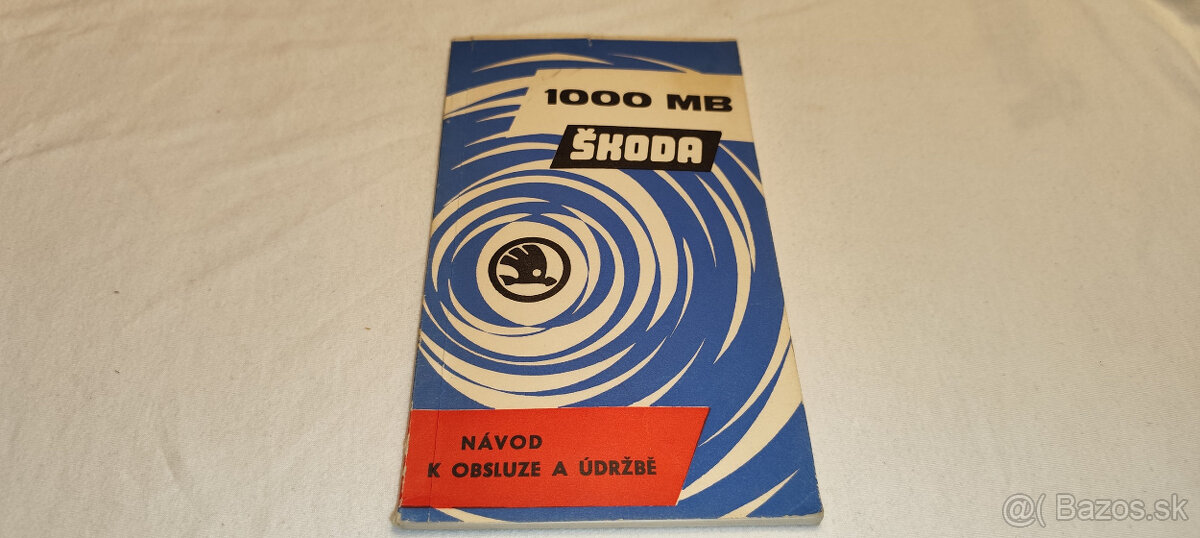 1000 MB
ŠKODA
NÁVOD
K OBSLUZE A ÚDRŽBĚ
@( Bazos.sk